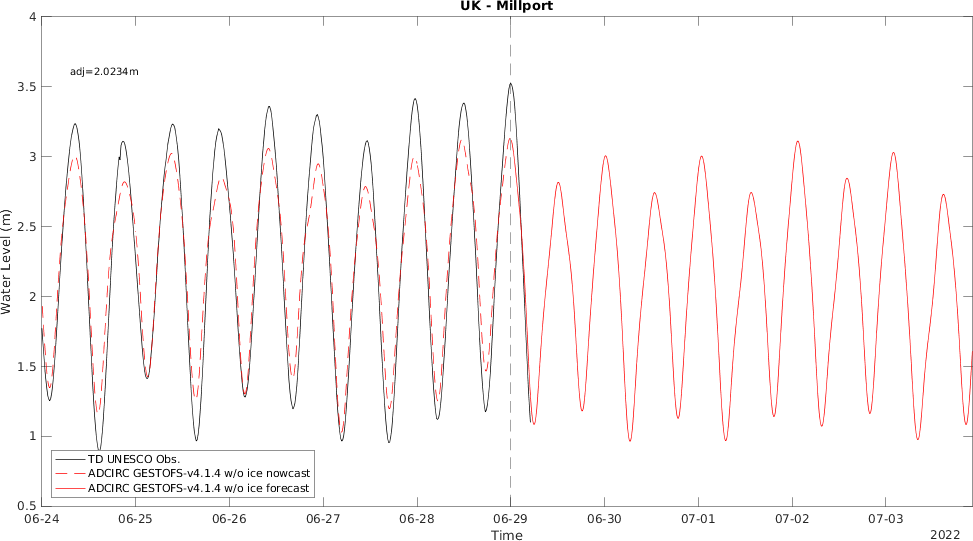 UK - Millport
adj=2.0234m
Water Level (m)
4
3.5
3
2.5
2
1.5
1
0.5
TD UNESCO Obs.
ADCIRC GESTOFS-v4.1.4 w/o ice nowcast
ADCIRC GESTOFS-v4.1.4 w/o ice forecast
06-24 06-25 06-26 06-27 06-28 06-29 06-30 07-01 07-02 07-03
Time
2022